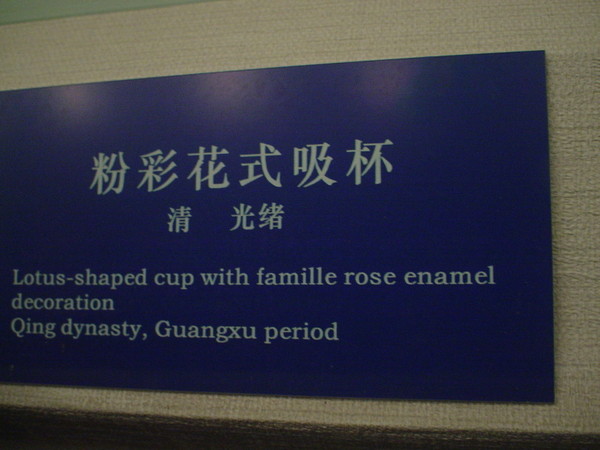 粉彩花式吸杯
清 光绪
Lotus-shaped cup with famille rose enamel
decoration
Qing dynasty, Guangxu period